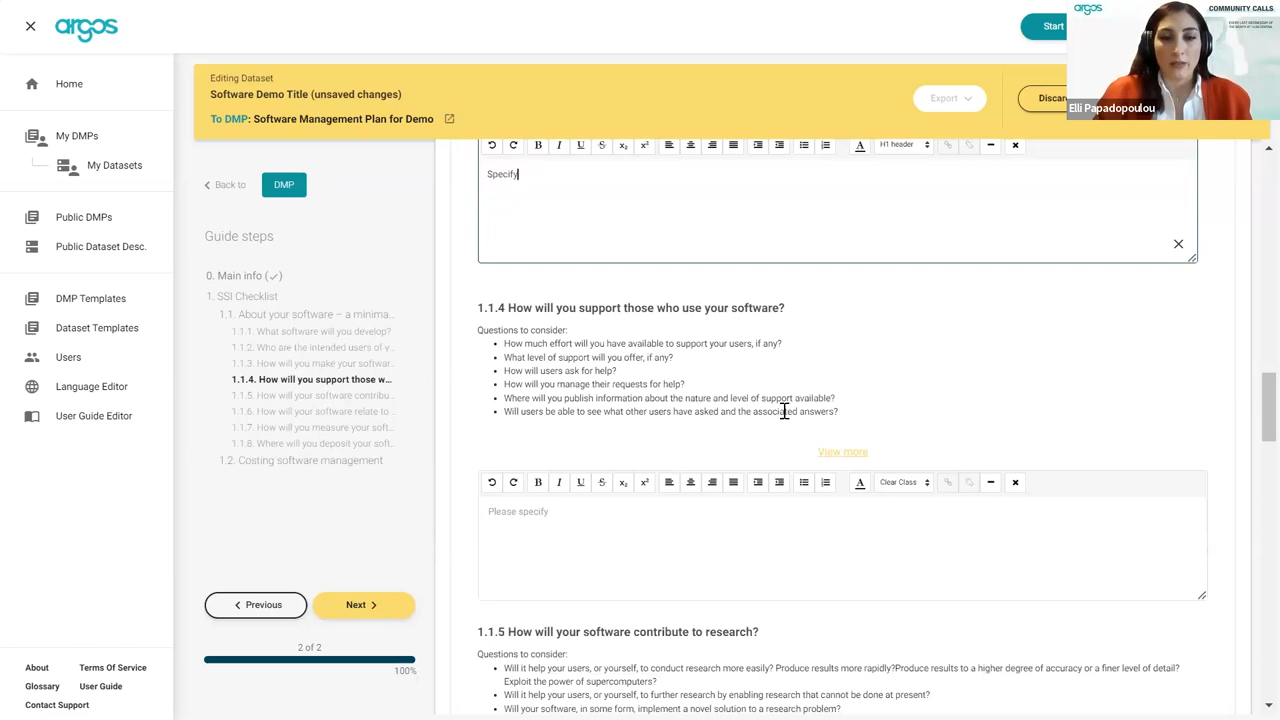 argos
Start
argos
COMMUNITY CALLS
EVERY LAST WEDNESDAY OF
Elli Papadopoulou
Home
My DMPs
My Datasets
Public DMPs
Public Dataset Desc.
DMP Templates
Dataset Templates
Users
Language Editor
User Guide Editor
About
Terms Of Service
Glossary
User Guide
Contact Support
Editing Dataset
Software Demo Title (unsaved changes)
To DMP: Software Management Plan for Demo
Export
Discar
Back to
DMP
Guide steps
0. Main info (✓)
1. SSI Checklist
1.1. About your software – a minima...
1.1.1. What software will you develop?
1.1.2. Who are the intended users of y...
1.1.3. How will you make your softwar...
1.1.4. How will you support those w...
1.1.5. How will your software contribu...
1.1.6. How will your software relate to ...
1.1.7. How will you measure your soft...
1.1.8. Where will you deposit your soft...
1.2. Costing software management
Previous
Next
2 of 2
100%
B I U S x₂ x² A H1 header
Specify
1.1.4 How will you support those who use your software?
Questions to consider:
• How much effort will you have available to support your users, if any?
• What level of support will you offer, if any?
• How will users ask for help?
• How will you manage their requests for help?
• Where will you publish information about the nature and level of support available?
• Will users be able to see what other users have asked and the associated answers?
View more
B I U S x₂ x² A Clear Class
Please specify
1.1.5 How will your software contribute to research?
Questions to consider:
• Will it help your users, or yourself, to conduct research more easily? Produce results more rapidly?Produce results to a higher degree of accuracy or a finer level of detail?
Exploit the power of supercomputers?
• Will it help your users, or yourself, to further research by enabling research that cannot be done at present?
• Will your software, in some form, implement a novel solution to a research problem?